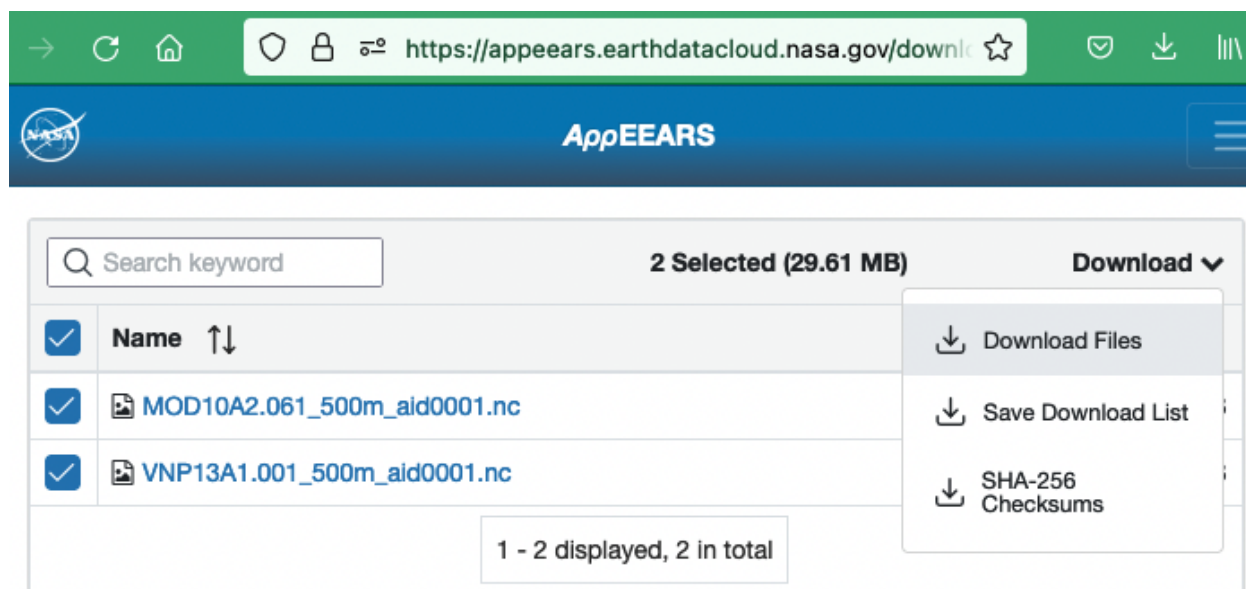 https://appeears.earthdatacloud.nasa.gov/downl
NASA
AppEEARS
Search keyword
2 Selected (29.61 MB)
Download
Name
Download Files
MOD10A2.061_500m_aid0001.nc
Save Download List
VNP13A1.001_500m_aid0001.nc
SHA-256
Checksums
1 - 2 displayed, 2 in total